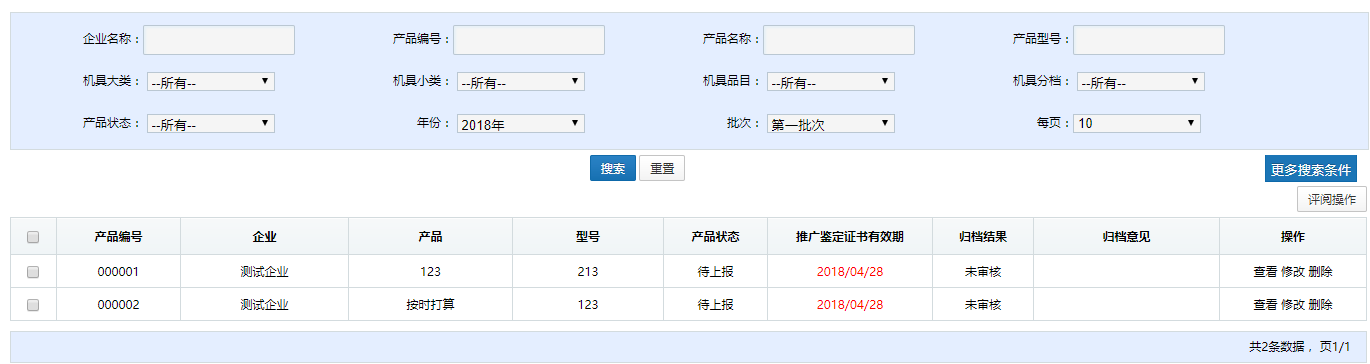 企业名称： 产品编号： 产品名称： 产品型号：
机具大类： --所有-- 机具小类： --所有-- 机具品目： --所有-- 机具分档： --所有--
产品状态： --所有-- 年份： 2018年 批次： 第一批次 每页： 10
搜索 重置 更多搜索条件
评阅操作
产品编号 企业 产品 型号 产品状态 推广鉴定证书有效期 归档结果 归档意见 操作
000001 测试企业 123 213 待上报 2018/04/28 未审核 查看 修改 删除
000002 测试企业 按时打算 123 待上报 2018/04/28 未审核 查看 修改 删除
共2条数据 ，页1/1